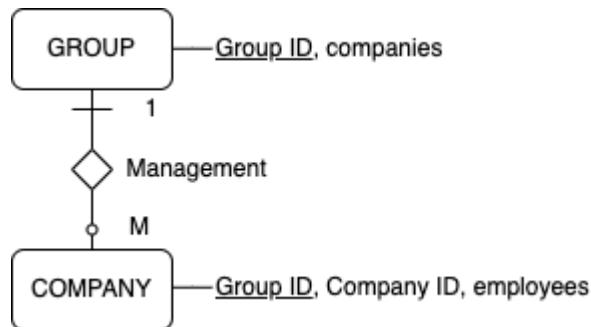 GROUP
Group ID, companies
1
Management
M
COMPANY
Group ID, Company ID, employees